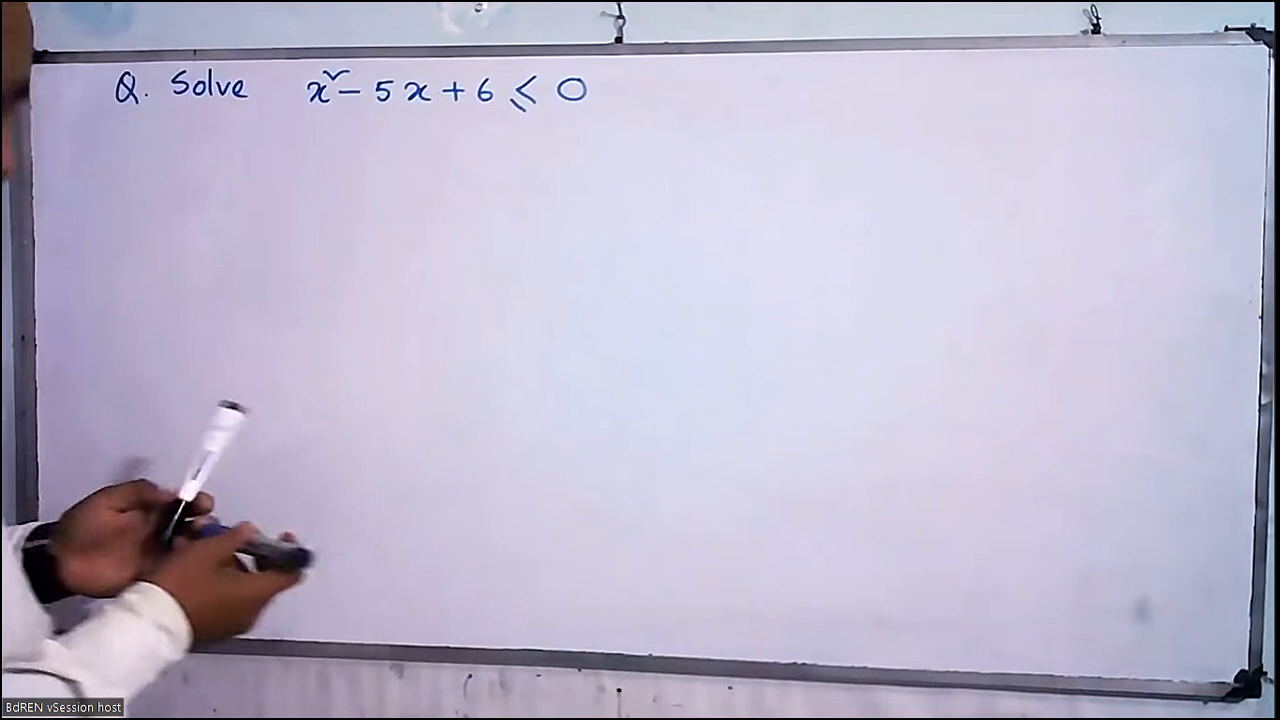 Q. Solve x² - 5x + 6 ≤ 0
BdREN vSession host